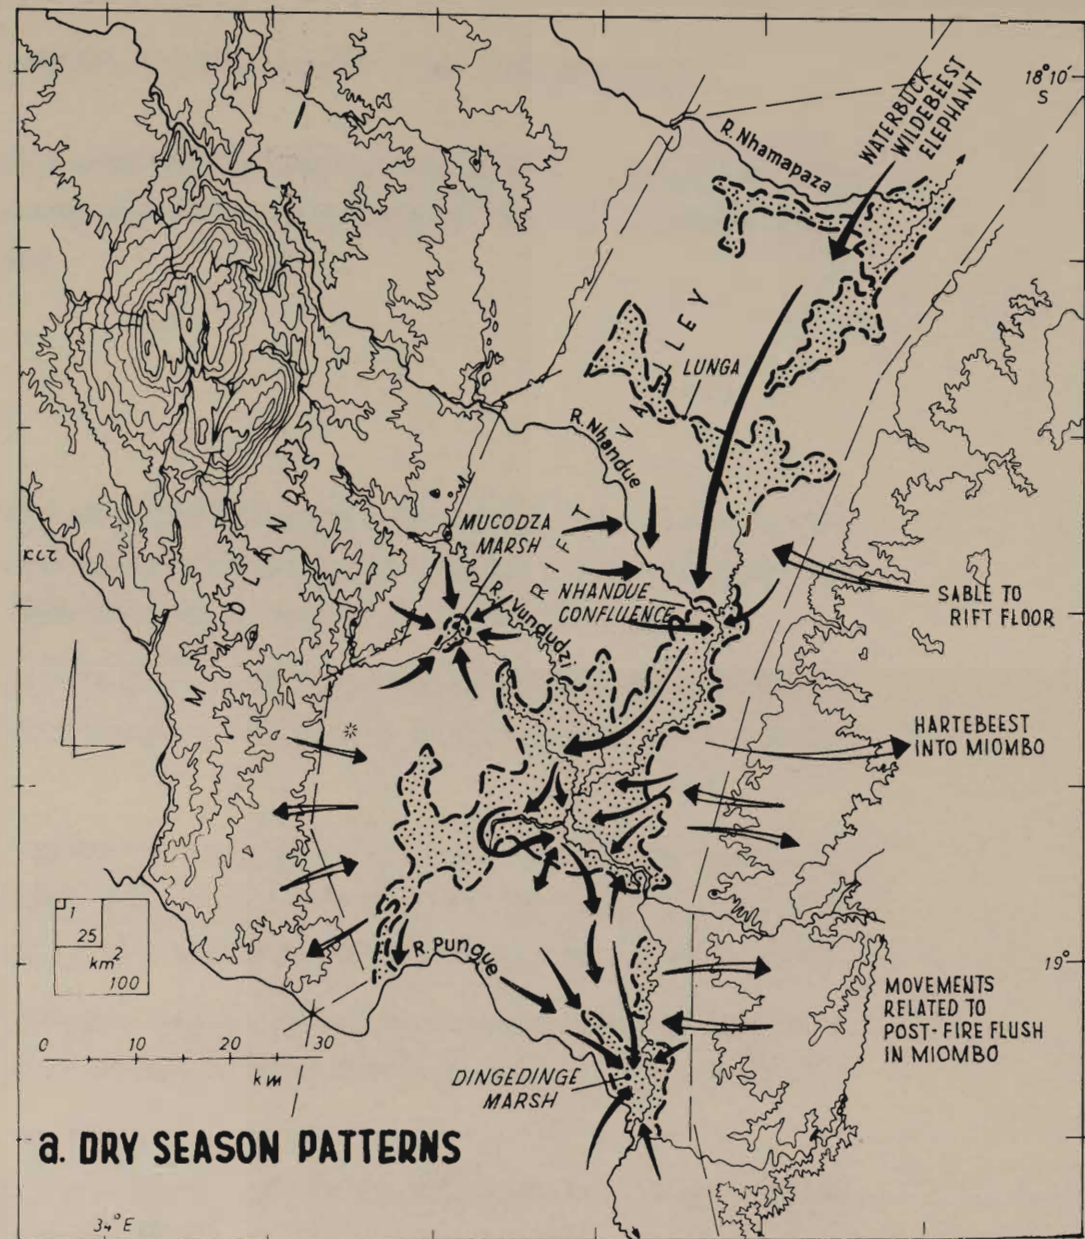 18°10'
S
WATERBUCK
WILDEBEEST
ELEPHANT
R. Nhamapaza
RIFT VALLEY
LUNGA
R. Nhandue
MUCODZA
MARSH
NHANDUE
CONFLUENCE
R. Vundudzi
MIDLANDS
SABLE TO
RIFT FLOOR
HARTEBEEST
INTO MIOMBO
1
25
km²
100
R. Pungue
19°
MOVEMENTS
RELATED TO
POST-FIRE FLUSH
IN MIOMBO
0 10 20 30
km
DINGEDINGE
MARSH
a. DRY SEASON PATTERNS
34°E